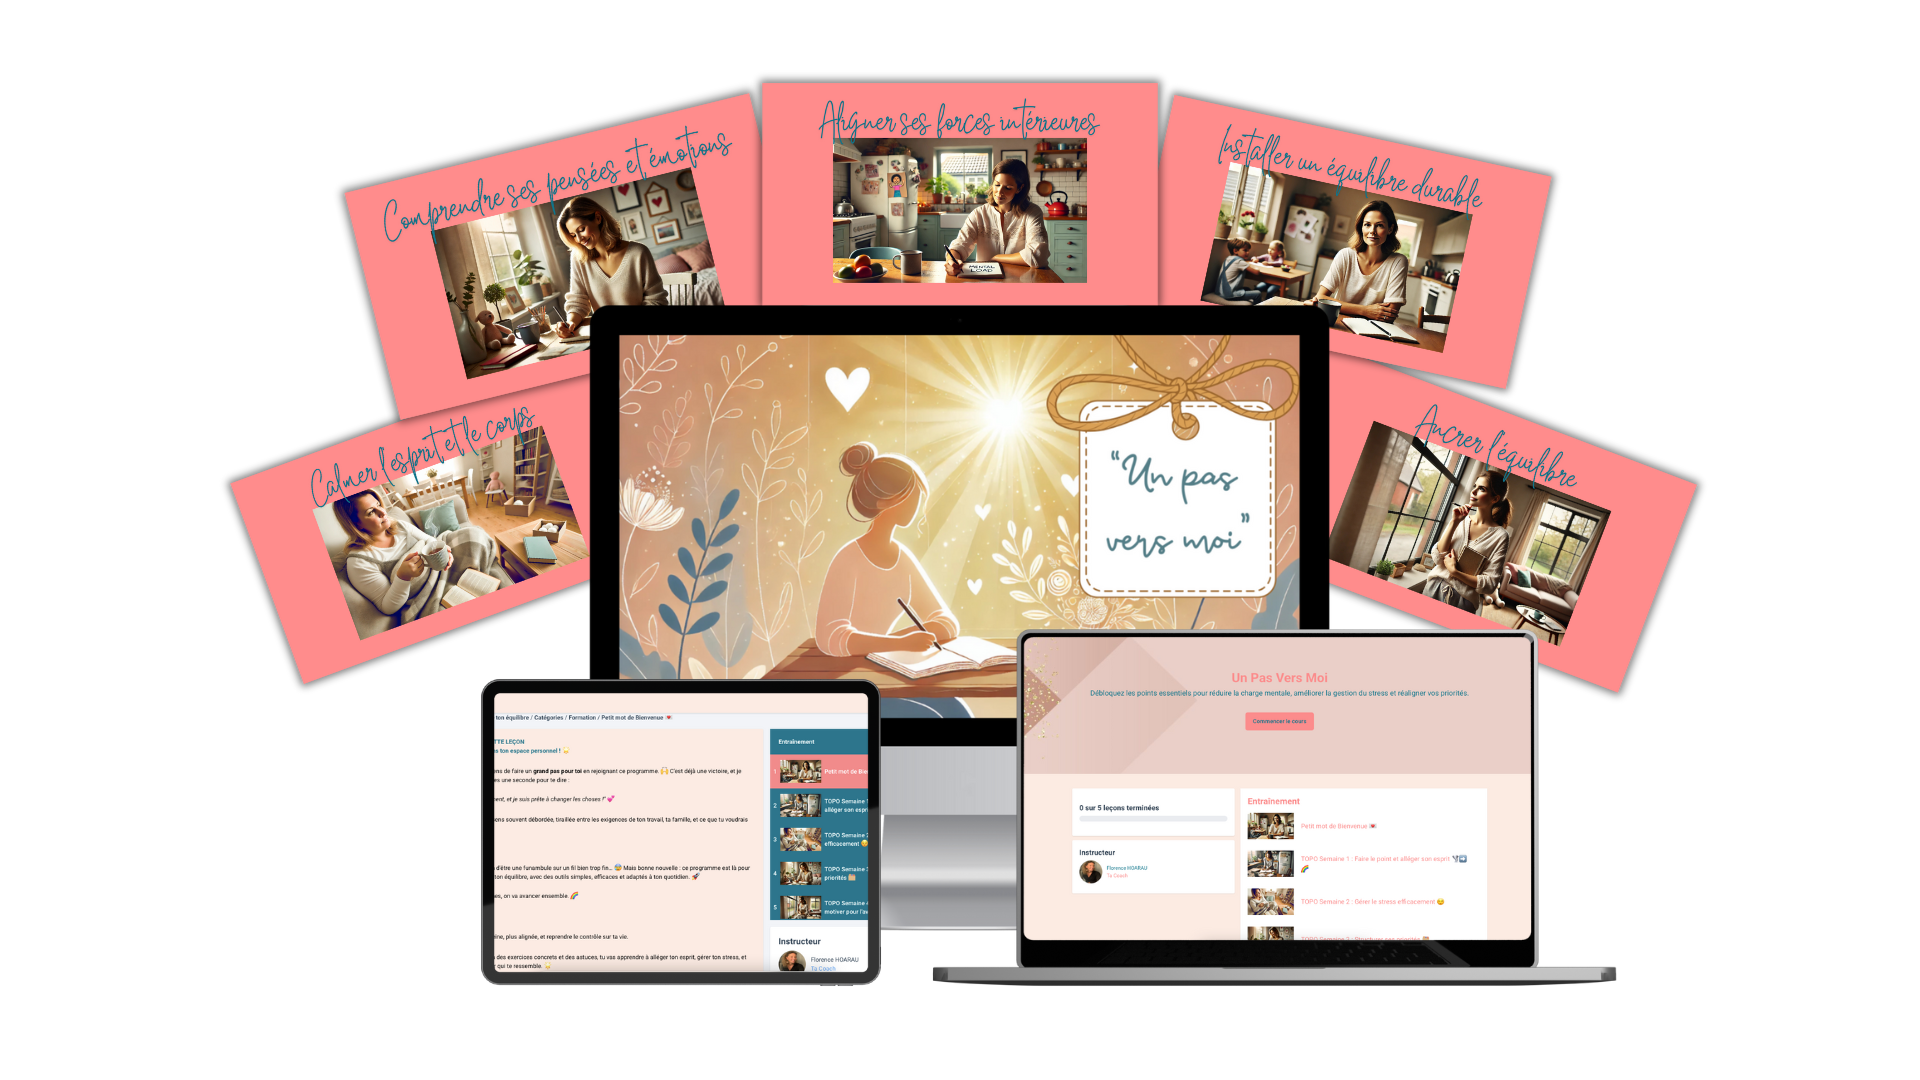 Comprendre ses pensées et émotions
Aligner ses forces intérieures
MENTAL
LOAD
Installer un équilibre durable
Calmer l'esprit et le corps
Ancrer l'équilibre
“Un pas
vers moi”
ton équilibre / Catégories / Formation / Petit mot de Bienvenue 💌
TTE LEÇON
ton espace personnel ! 🌟
de faire un grand pas pour toi en rejoignant ce programme. 🙌 C'est déjà une victoire, et je
une seconde pour te dire :
et je suis prête à changer les choses !" 💕
souvent débordée, tiraillée entre les exigences de ton travail, ta famille, et ce que tu voudrais
d'être une funambule sur un fil bien trop fin... 😰 Mais bonne nouvelle : ce programme est là pour
ton équilibre, avec des outils simples, efficaces et adaptés à ton quotidien. 🚀
on va avancer ensemble. 🌈
plus alignée, et reprendre le contrôle sur ta vie.
des exercices concrets et des astuces, tu vas apprendre à alléger ton esprit, gérer ton stress, et
qui te ressemble. 🌟
Entraînement
1 Petit mot de Bie
2 TOPO Semaine
alléger son espr
3 TOPO Semaine
efficacement 😌
4 TOPO Semaine
priorités 🗂️
5 TOPO Semaine
motiver pour l'av
Instructeur
Florence HOARAU
Ta Coach
Un Pas Vers Moi
Débloquez les points essentiels pour réduire la charge mentale, améliorer la gestion du stress et réaligner vos priorités.
Commencer le cours
0 sur 5 leçons terminées
Instructeur
Florence HOARAU
Ta Coach
Entraînement
Petit mot de Bienvenue 💌
TOPO Semaine 1 : Faire le point et alléger son esprit
TOPO Semaine 2 : Gérer le stress efficacement 😌
TOPO Semaine 3 : Structurer ses priorités 🗂️